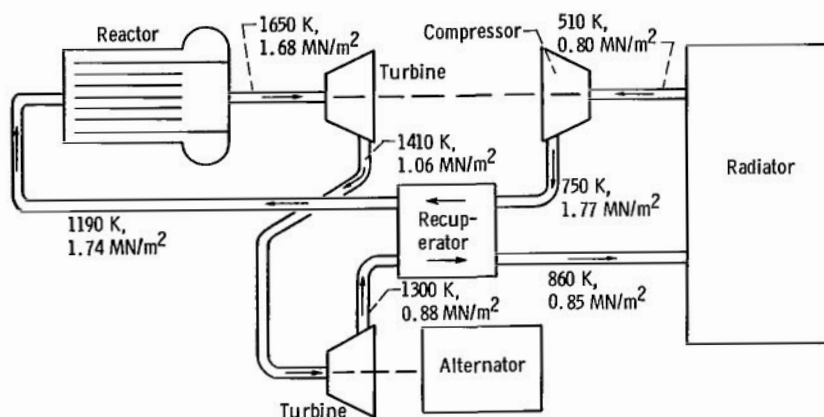 Reactor
1650 K,
1.68 MN/m²
Turbine
Compressor
510 K,
0.80 MN/m²
1410 K,
1.06 MN/m²
750 K,
1.77 MN/m²
Radiator
Recup-
erator
1190 K,
1.74 MN/m²
1300 K,
0.88 MN/m²
860 K,
0.85 MN/m²
Alternator
Turbine